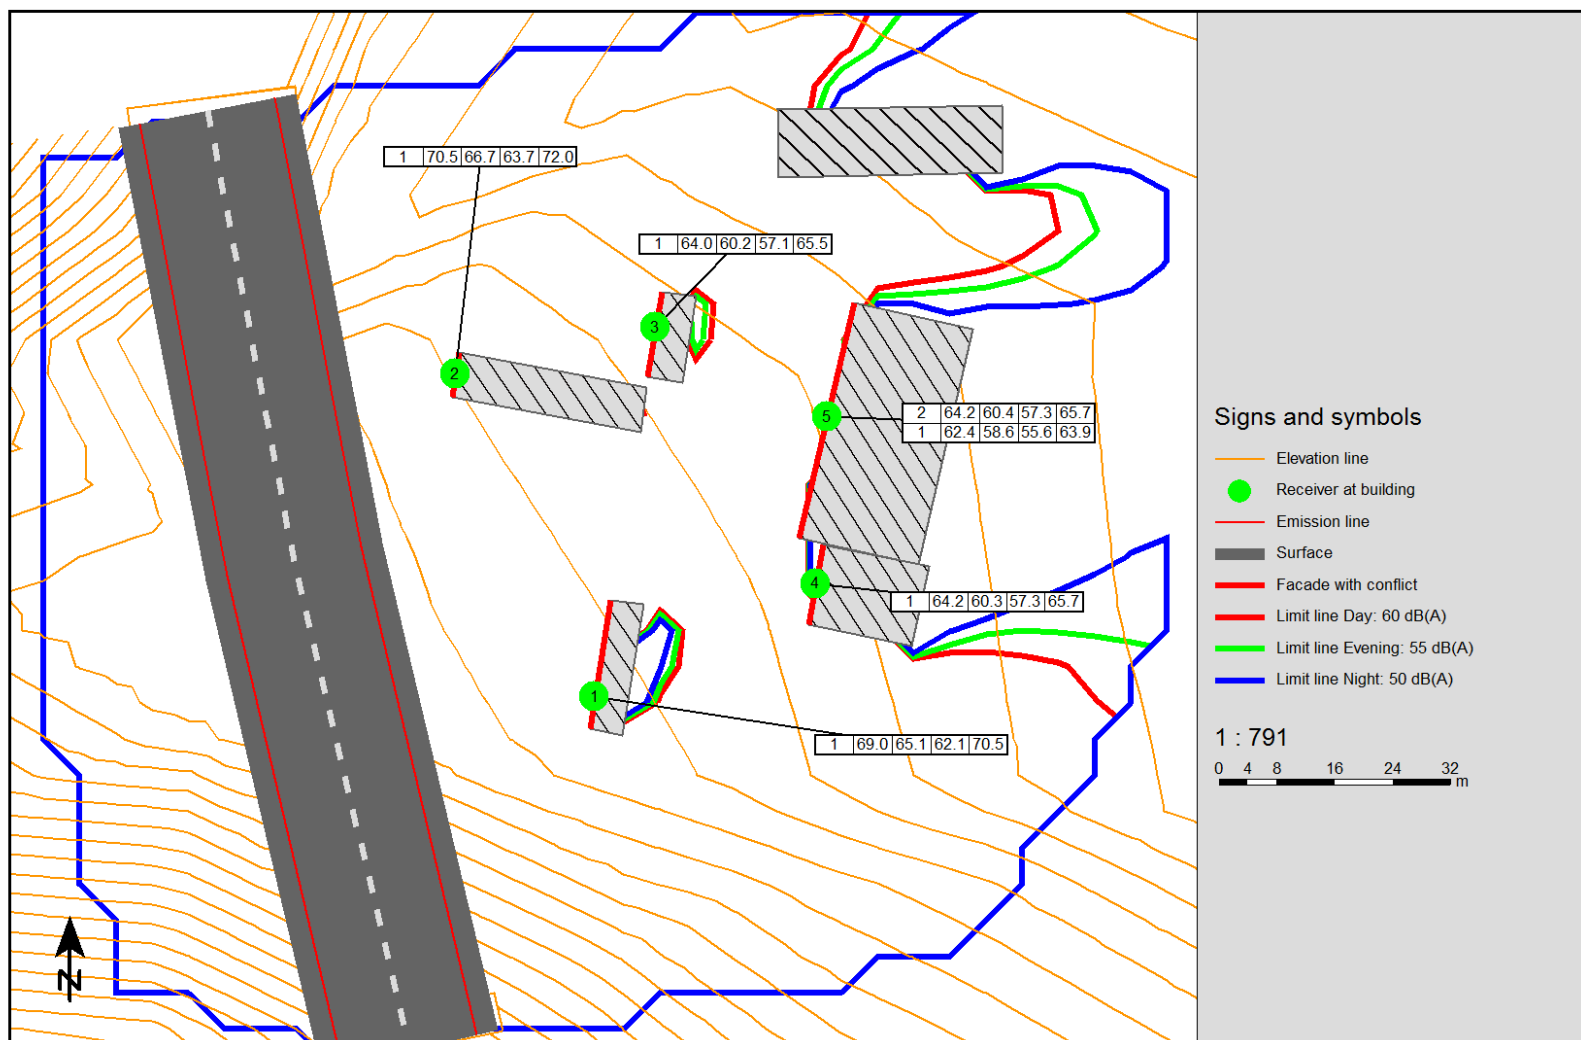 1 70.5 66.7 63.7 72.0
1 64.0 60.2 57.1 65.5
3
2
5
2 64.2 60.4 57.3 65.7
1 62.4 58.6 55.6 63.9
4
1 64.2 60.3 57.3 65.7
1
1 69.0 65.1 62.1 70.5
N
Signs and symbols
Elevation line
Receiver at building
Emission line
Surface
Facade with conflict
Limit line Day: 60 dB(A)
Limit line Evening: 55 dB(A)
Limit line Night: 50 dB(A)
1 : 791
0 4 8 16 24 32
m